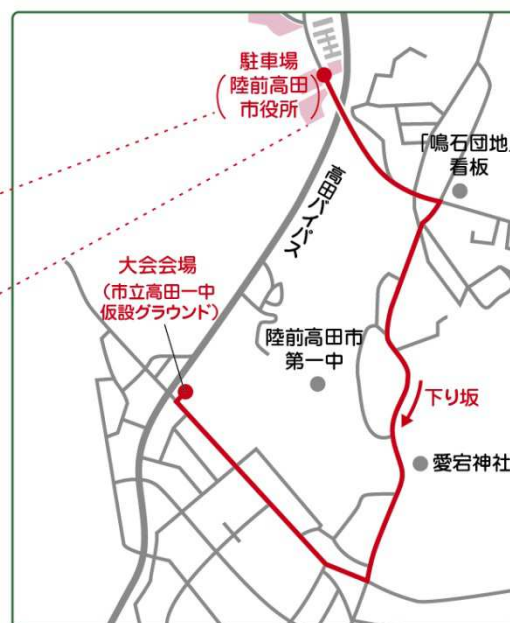 駐車場
(陸前高田
市役所)
「鳴石団地」
看板
高田バイパス
大会会場
(市立高田一中
仮設グラウンド)
陸前高田市
第一中
下り坂
愛宕神社